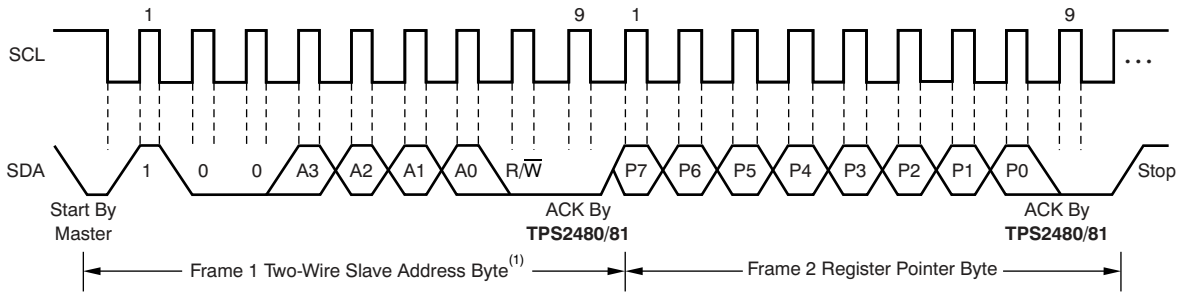 1 9 1 9
SCL
...
SDA 1 0 0 A3 A2 A1 A0 R/W̅ P7 P6 P5 P4 P3 P2 P1 P0 Stop
Start By ACK By ACK By
Master TPS2480/81 TPS2480/81
Frame 1 Two-Wire Slave Address Byte(1) Frame 2 Register Pointer Byte